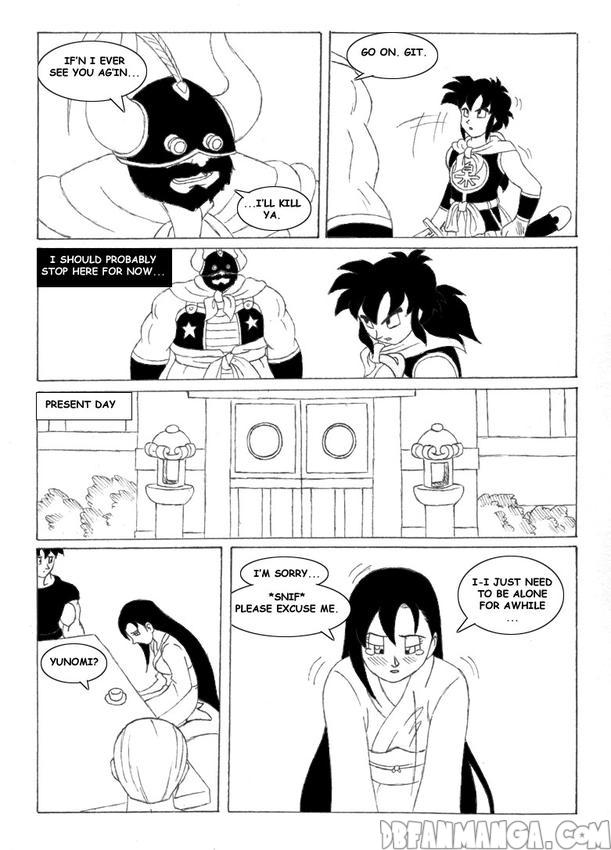 IF'N I EVER
SEE YOU AG'IN...
...I'LL KILL
YA.
GO ON. GIT.
I SHOULD PROBABLY
STOP HERE FOR NOW...
PRESENT DAY
YUNOMI?
I'M SORRY...
*SNIF*
PLEASE EXCUSE ME.
I-I JUST NEED
TO BE ALONE
FOR AWHILE
...
DBFANMANGA.COM